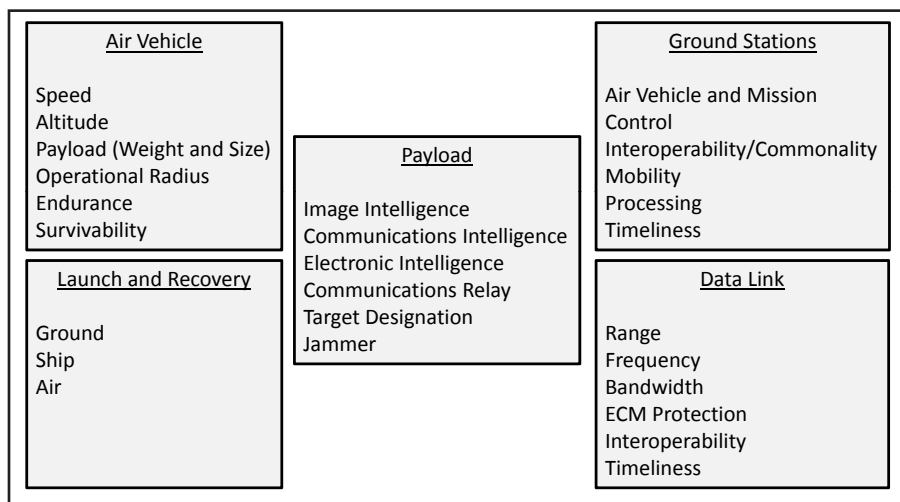 Air Vehicle
Speed
Altitude
Payload (Weight and Size)
Operational Radius
Endurance
Survivability
Launch and Recovery
Ground
Ship
Air
Payload
Image Intelligence
Communications Intelligence
Electronic Intelligence
Communications Relay
Target Designation
Jammer
Ground Stations
Air Vehicle and Mission
Control
Interoperability/Commonality
Mobility
Processing
Timeliness
Data Link
Range
Frequency
Bandwidth
ECM Protection
Interoperability
Timeliness